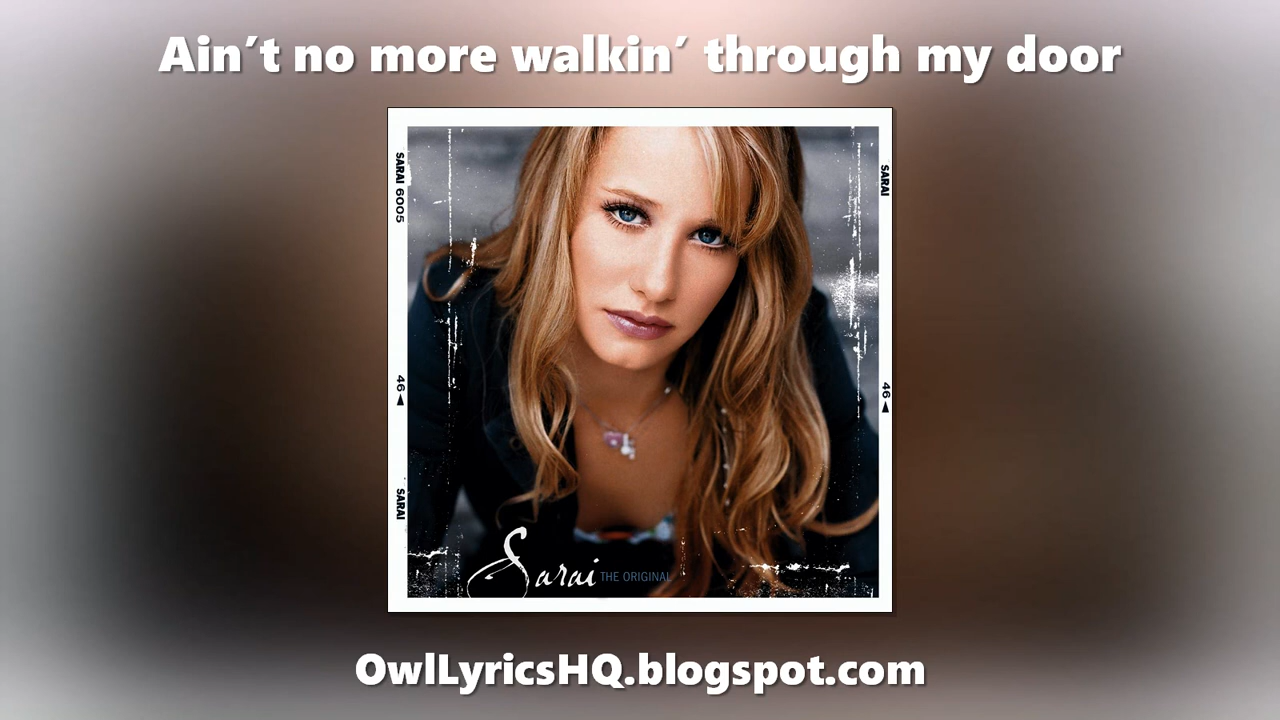 Ain´t no more walkin´ through my door
SARAI 6005
SARAI
46◄
46◄
SARAI
Sarai THE ORIGINAL
OwlLyricsHQ.blogspot.com